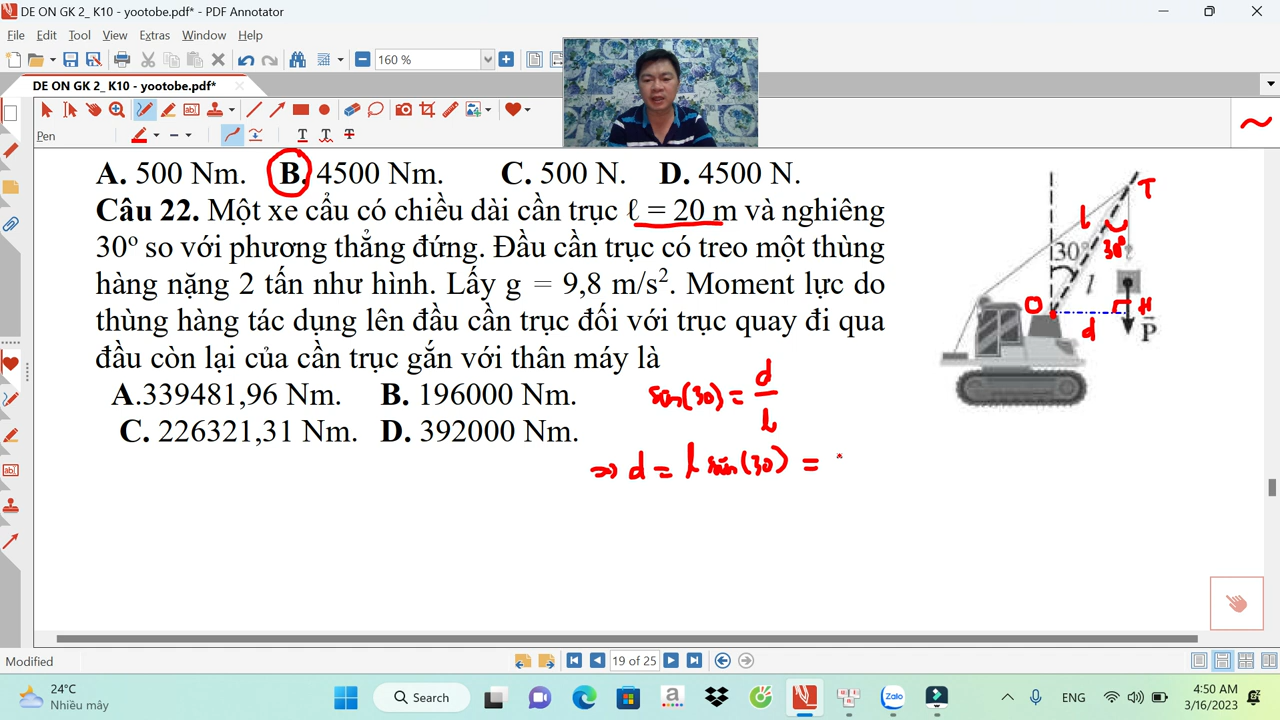 DE ON GK 2_ K10 - yootobe.pdf* - PDF Annotator
File Edit Tool View Extras Window Help
160 %
DE ON GK 2_ K10 - yootobe.pdf*
Pen
A. 500 Nm. B. 4500 Nm. C. 500 N. D. 4500 N.
Câu 22. Một xe cẩu có chiều dài cần trục ℓ = 20 m và nghiêng
30º so với phương thẳng đứng. Đầu cần trục có treo một thùng
hàng nặng 2 tấn như hình. Lấy g = 9,8 m/s². Moment lực do
thùng hàng tác dụng lên đầu cần trục đối với trục quay đi qua
đầu còn lại của cần trục gắn với thân máy là
A.339481,96 Nm. B. 196000 Nm.
C. 226321,31 Nm. D. 392000 Nm.
sin(30) = d/l
=> d = l sin(30) =
T
l
30° 30°
l
O H
d P
Modified
19 of 25
24°C
Nhiều mây
Search
a
Zalo
ENG
4:50 AM
3/16/2023